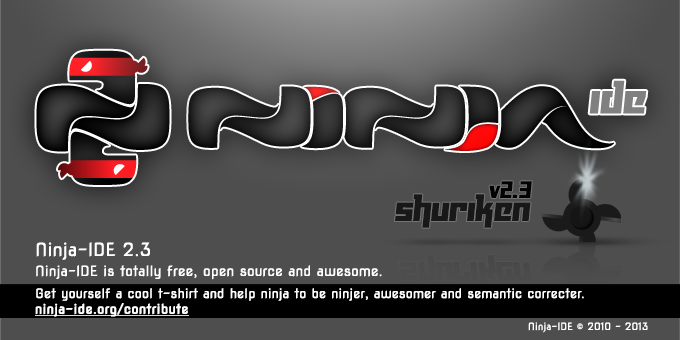 NiNJA
ide
v2.3
shuriken
Ninja-IDE 2.3
Ninja-IDE is totally free, open source and awesome.
Get yourself a cool t-shirt and help ninja to be ninjer, awesomer and semantic correcter.
ninja-ide.org/contribute
Ninja-IDE © 2010 - 2013